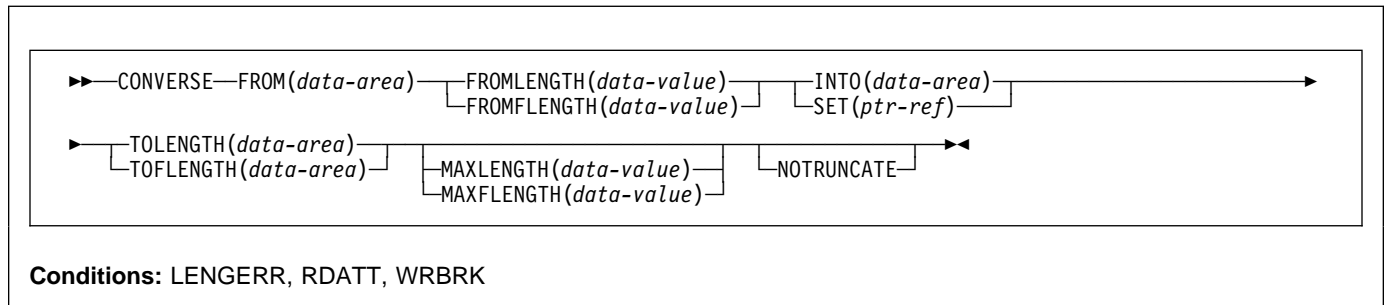 CONVERSE FROM(data-area) FROMLENGTH(data-value) INTO(data-area)
FROMFLENGTH(data-value) SET(ptr-ref)
TOLENGTH(data-area)
TOFLENGTH(data-area) MAXLENGTH(data-value) NOTRUNCATE
MAXFLENGTH(data-value)
Conditions: LENGERR, RDATT, WRBRK